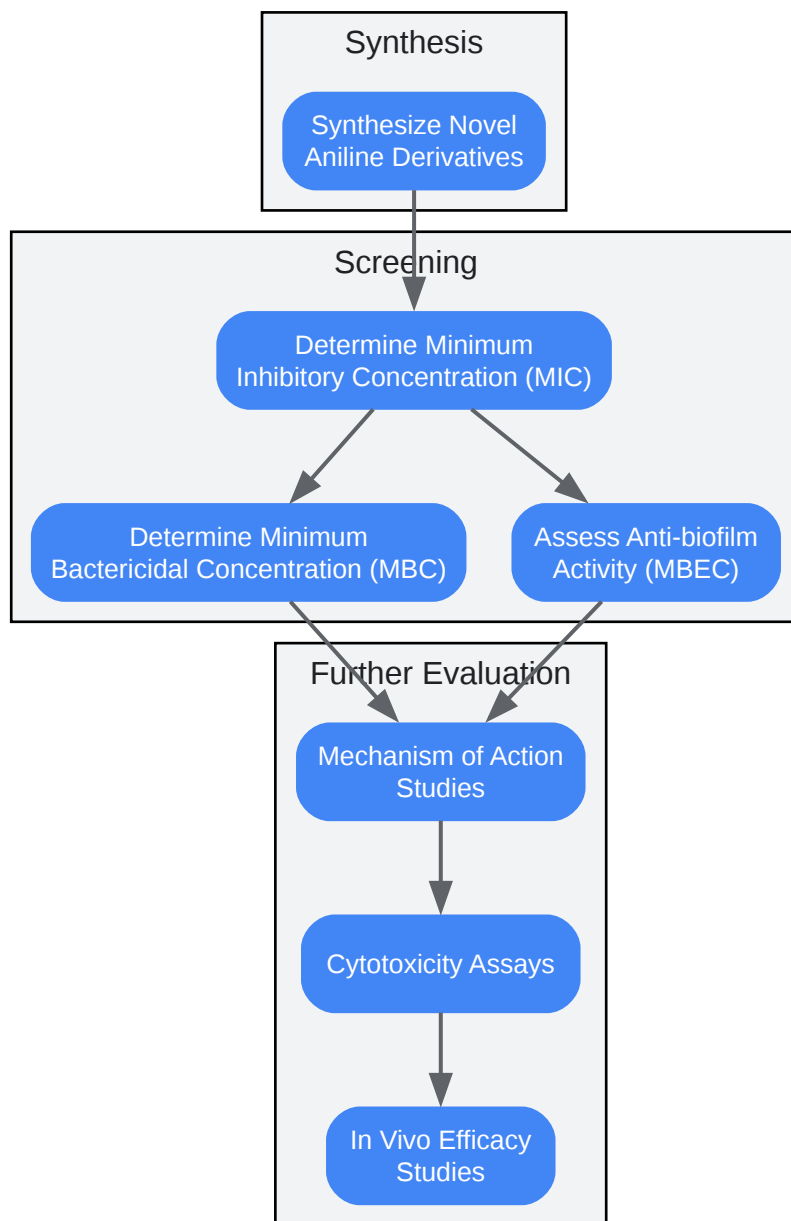 Synthesis
Synthesize Novel
Aniline Derivatives
Screening
Determine Minimum
Inhibitory Concentration (MIC)
Determine Minimum
Bactericidal Concentration (MBC)
Assess Anti-biofilm
Activity (MBEC)
Further Evaluation
Mechanism of Action
Studies
Cytotoxicity Assays
In Vivo Efficacy
Studies